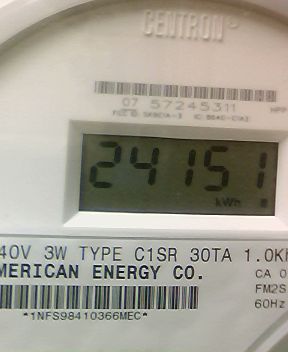 CENTRON
07 57245311
24151
kWh
40V 3W TYPE C1SR 30TA 1.0K
MERICAN ENERGY CO.
CA 0
FM2S
60Hz
*1NFS98410366MEC*